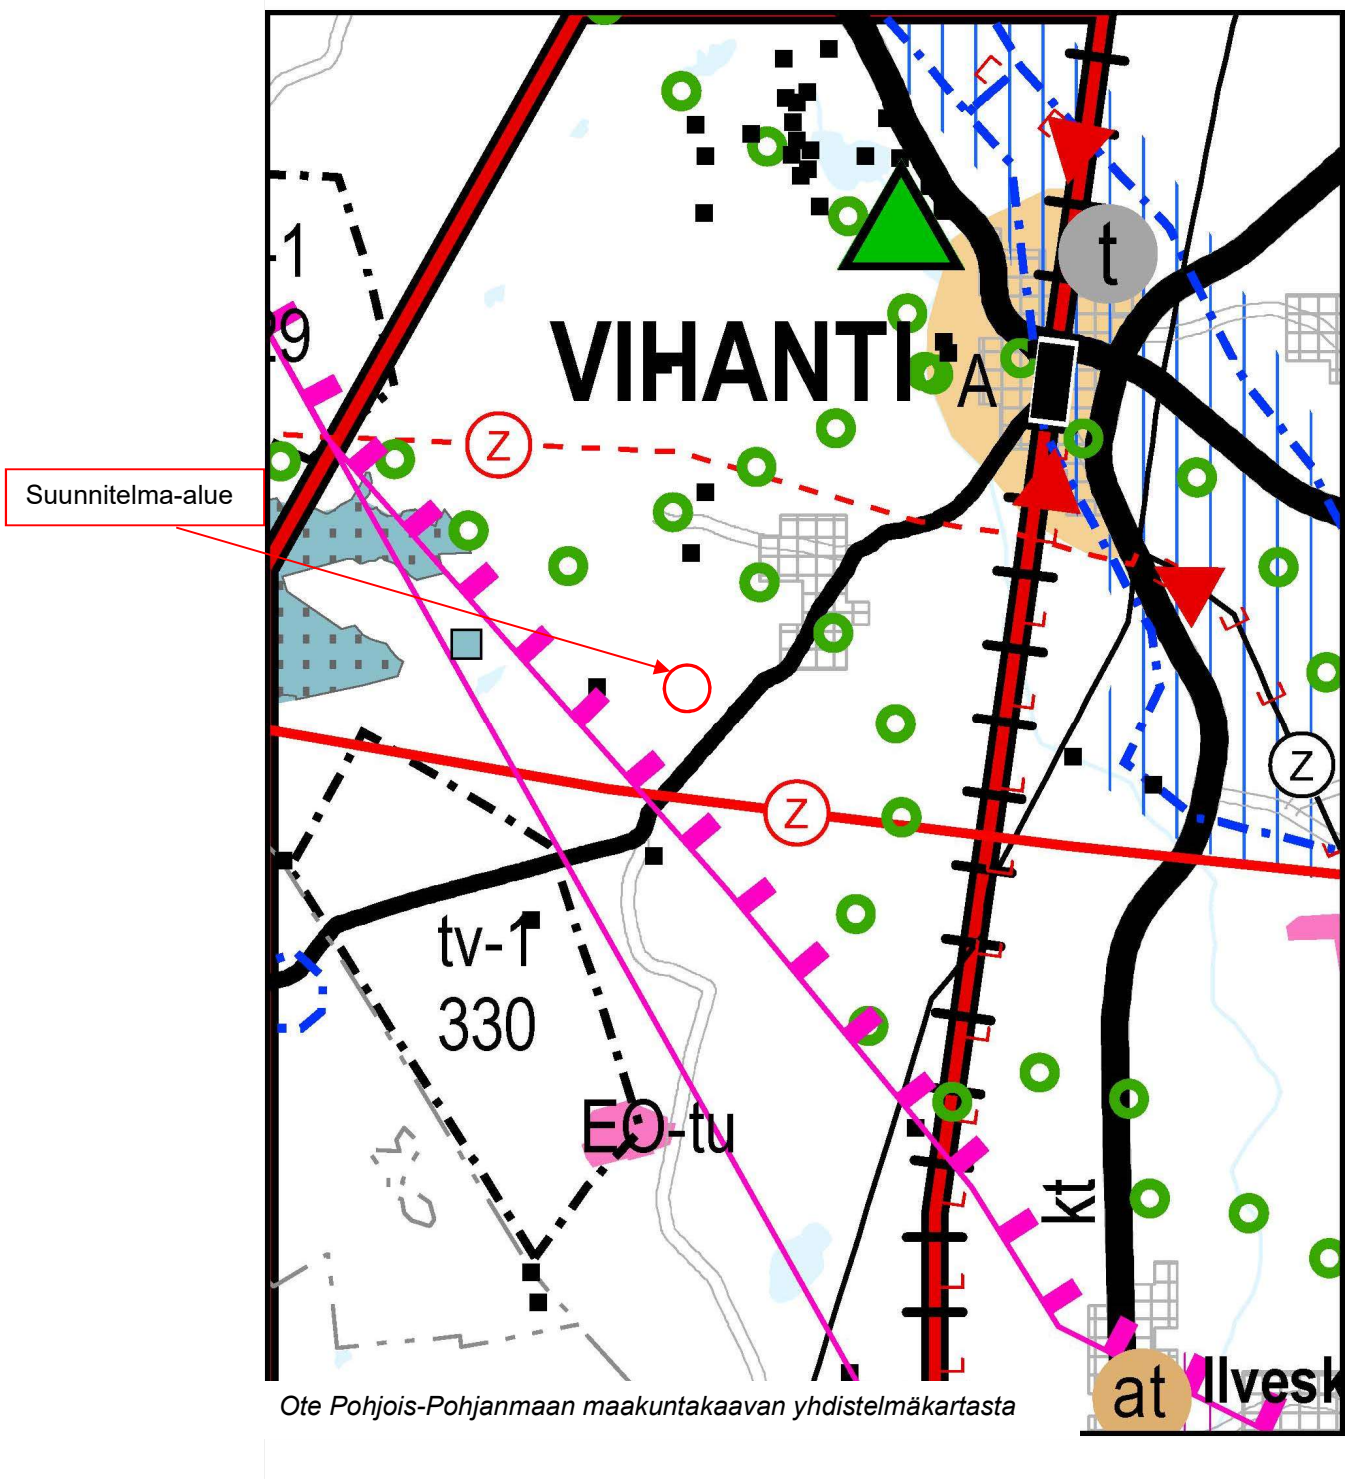 -1
29
t
VIHANTI
A
Z
Suunnitelma-alue
Z
Z
tv-1
330
EO-tu
kt
at
Ilvesk
Ote Pohjois-Pohjanmaan maakuntakaavan yhdistelmäkartasta